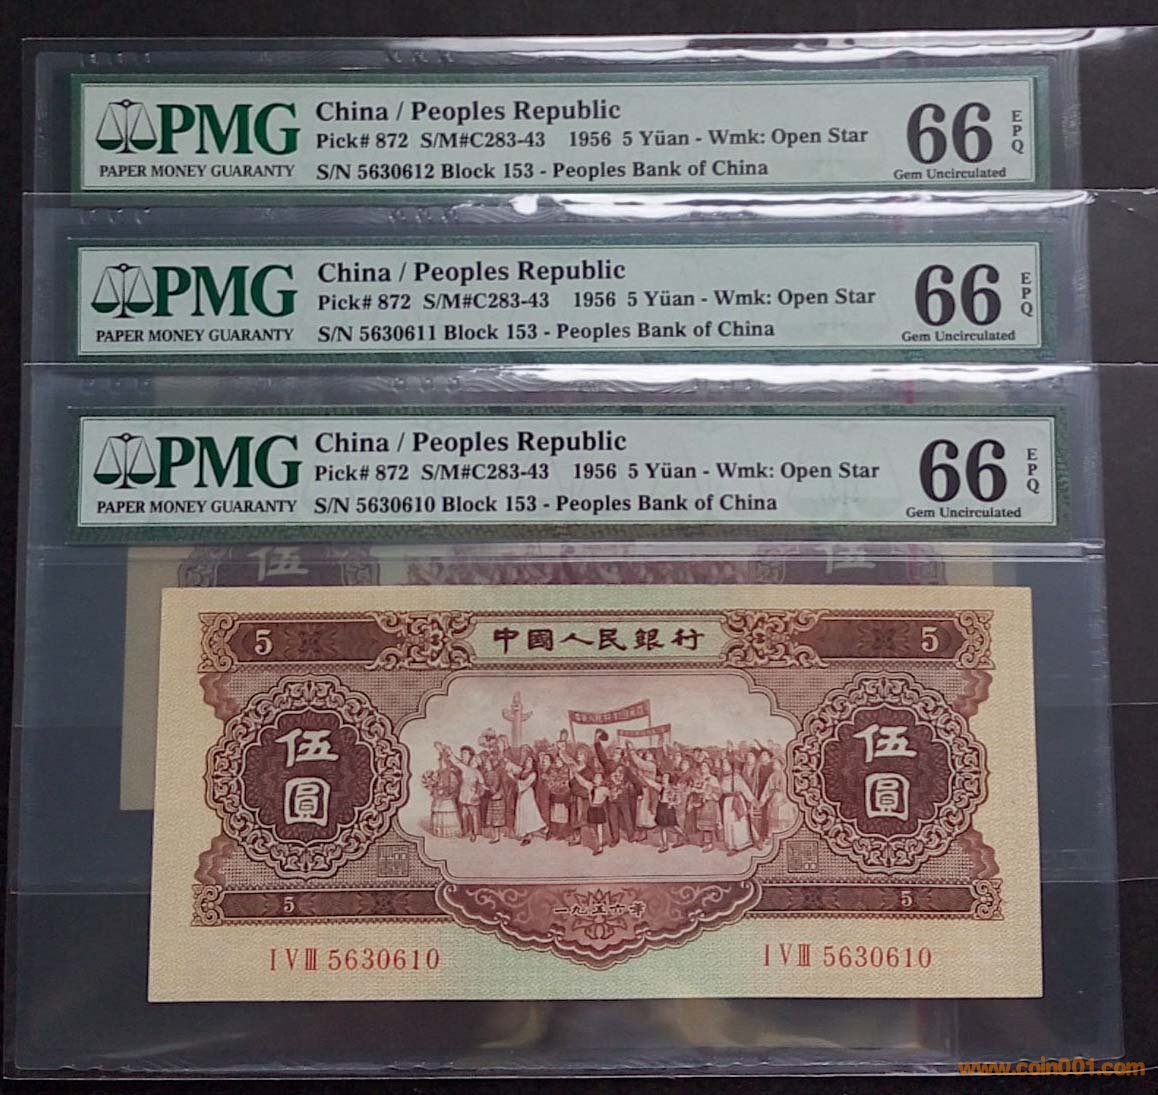 PMG
PAPER MONEY GUARANTY
China / Peoples Republic
Pick# 872 S/M#C283-43 1956 5 Yüan - Wmk: Open Star
S/N 5630612 Block 153 - Peoples Bank of China
66
EPQ
Gem Uncirculated
PMG
PAPER MONEY GUARANTY
China / Peoples Republic
Pick# 872 S/M#C283-43 1956 5 Yüan - Wmk: Open Star
S/N 5630611 Block 153 - Peoples Bank of China
66
EPQ
Gem Uncirculated
PMG
PAPER MONEY GUARANTY
China / Peoples Republic
Pick# 872 S/M#C283-43 1956 5 Yüan - Wmk: Open Star
S/N 5630610 Block 153 - Peoples Bank of China
66
EPQ
Gem Uncirculated
伍 伍
5 中國人民銀行 5
伍圓 伍圓
5 一九五六年 5
I V III 5630610 I V III 5630610
www.coin001.com